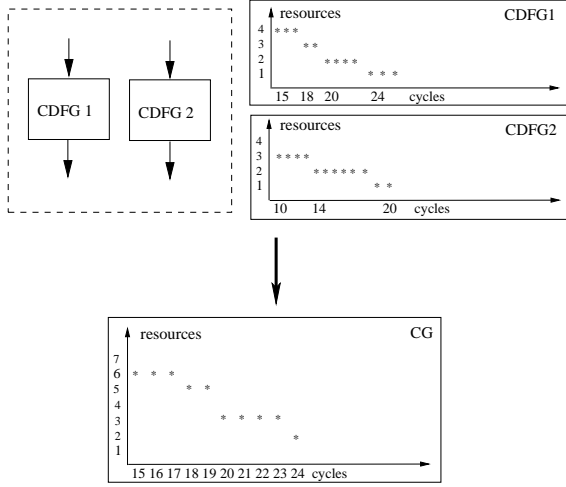 CDFG 1
CDFG 2
resources
CDFG1
4
3
2
1
15 18 20 24 cycles
resources
CDFG2
4
3
2
1
10 14 20 cycles
resources
CG
7
6
5
4
3
2
1
15 16 17 18 19 20 21 22 23 24 cycles